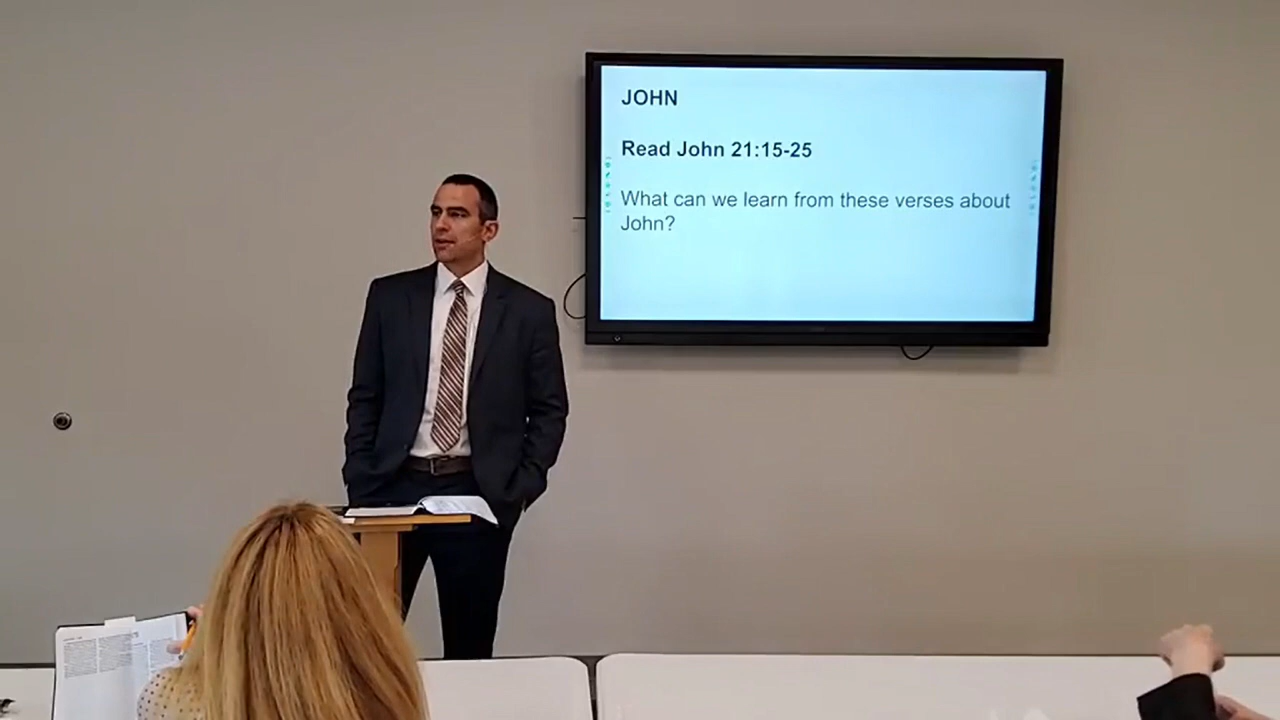 JOHN
Read John 21:15-25
What can we learn from these verses about
John?